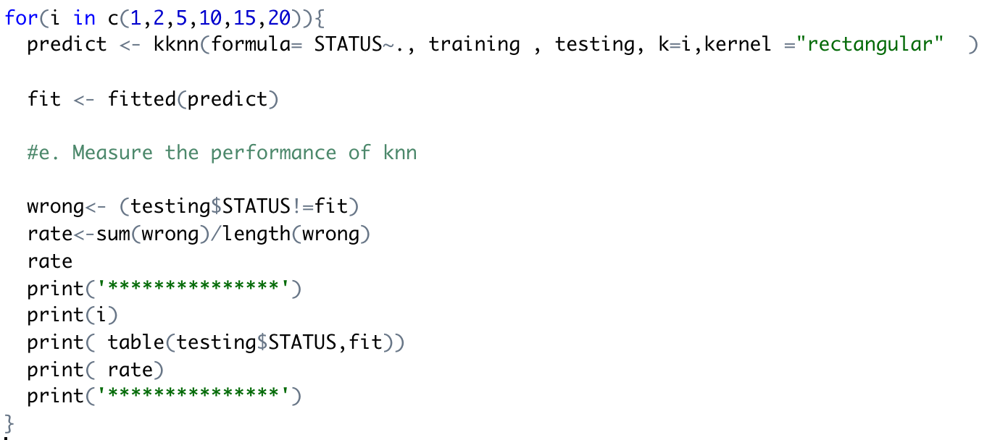 for(i in c(1,2,5,10,15,20)){
  predict <- kknn(formula= STATUS~., training , testing, k=i,kernel ="rectangular"  )
  fit <- fitted(predict)
  #e. Measure the performance of knn
  wrong<- (testing$STATUS!=fit)
  rate<-sum(wrong)/length(wrong)
  rate
  print('***************')
  print(i)
  print( table(testing$STATUS,fit))
  print( rate)
  print('***************')
}